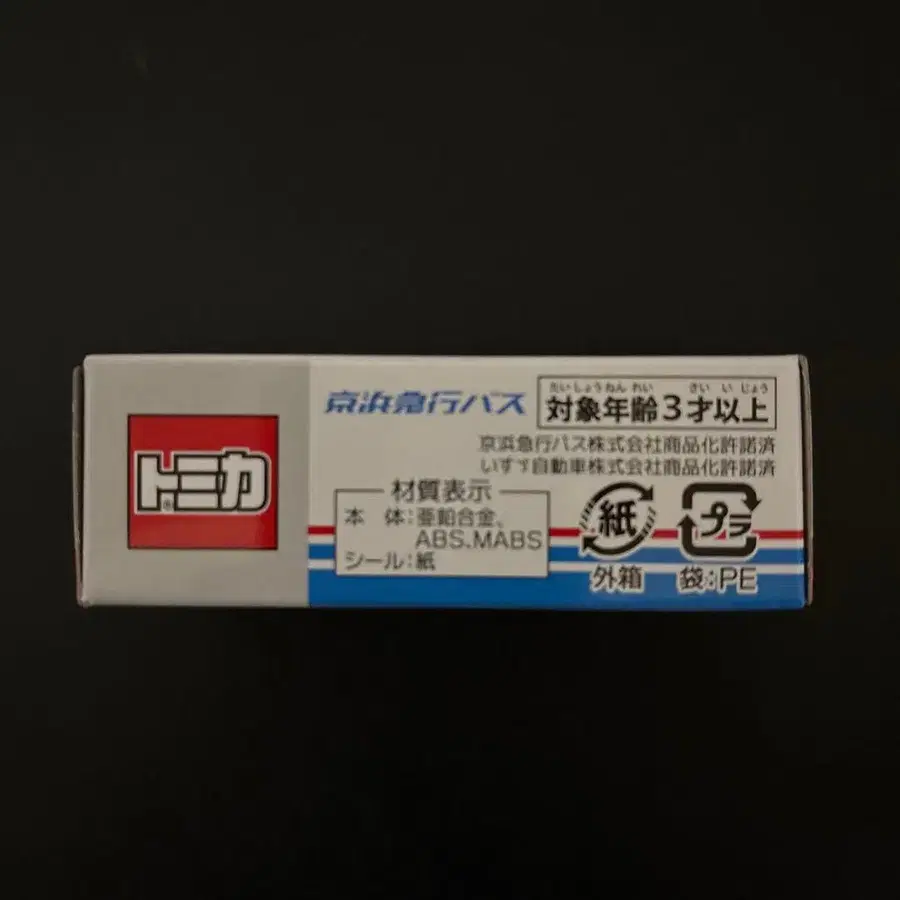 トミカ®
京浜急行バス
たいしょうねんれい さいいじょう
対象年齢3才以上
京浜急行バス株式会社商品化許諾済
いすゞ自動車株式会社商品化許諾済
材質表示
本 体:亜鉛合金、
ABS、MABS
シール:紙
紙
外箱
プラ
袋:PE